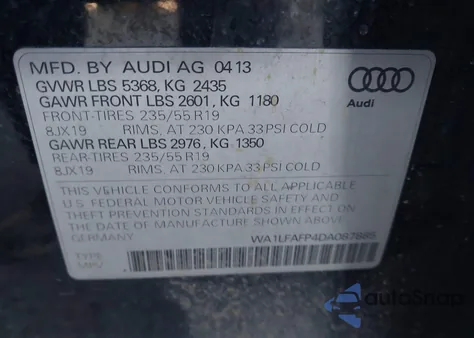 MFD. BY AUDI AG 04 13
GVWR LBS 5368, KG 2435
GAWR FRONT LBS 2601, KG 1180
FRONT-TIRES 235/55 R19
8JX19 RIMS, AT 230 KPA 33 PSI COLD
GAWR REAR LBS 2976, KG 1350
REAR-TIRES 235/55 R19
8JX19 RIMS, AT 230 KPA 33 PSI COLD
Audi
THIS VEHICLE CONFORMS TO ALL APPLICABLE
U.S. FEDERAL MOTOR VEHICLE SAFETY AND
THEFT PREVENTION STANDARDS IN EFFECT ON
THE DATE OF MANUFACTURE SHOWN ABOVE.
GERMANY WA1LFAFP4DA087885
TYPE
MPV
autoSnap